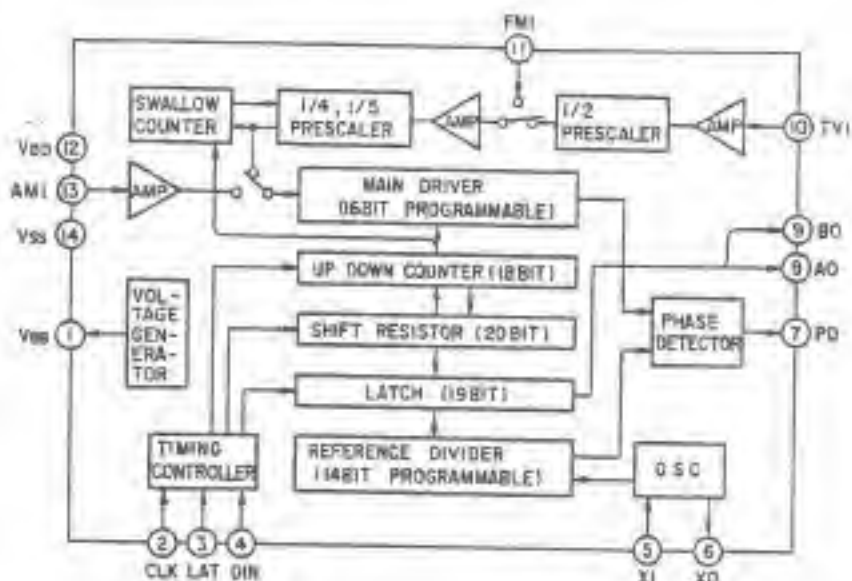 FMI
11
SWALLOW
COUNTER
1/4, 1/5
PRESCALER
AMP
1/2
PRESCALER
AMP
10 TVI
VDD 12
AMI 13
AMP
MAIN DRIVER
(16BIT PROGRAMMABLE)
VSS 14
9 BO
UP DOWN COUNTER (18BIT)
8 AO
VOL-
TAGE
GEN-
ERA-
TOR
VBB 1
SHIFT RESISTOR (20BIT)
PHASE
DETECTOR
7 PD
LATCH (19BIT)
TIMING
CONTROLLER
REFERENCE DIVIDER
(14BIT PROGRAMMABLE)
OSC
2 3 4
5 6
CLK LAT DIN
XI XO